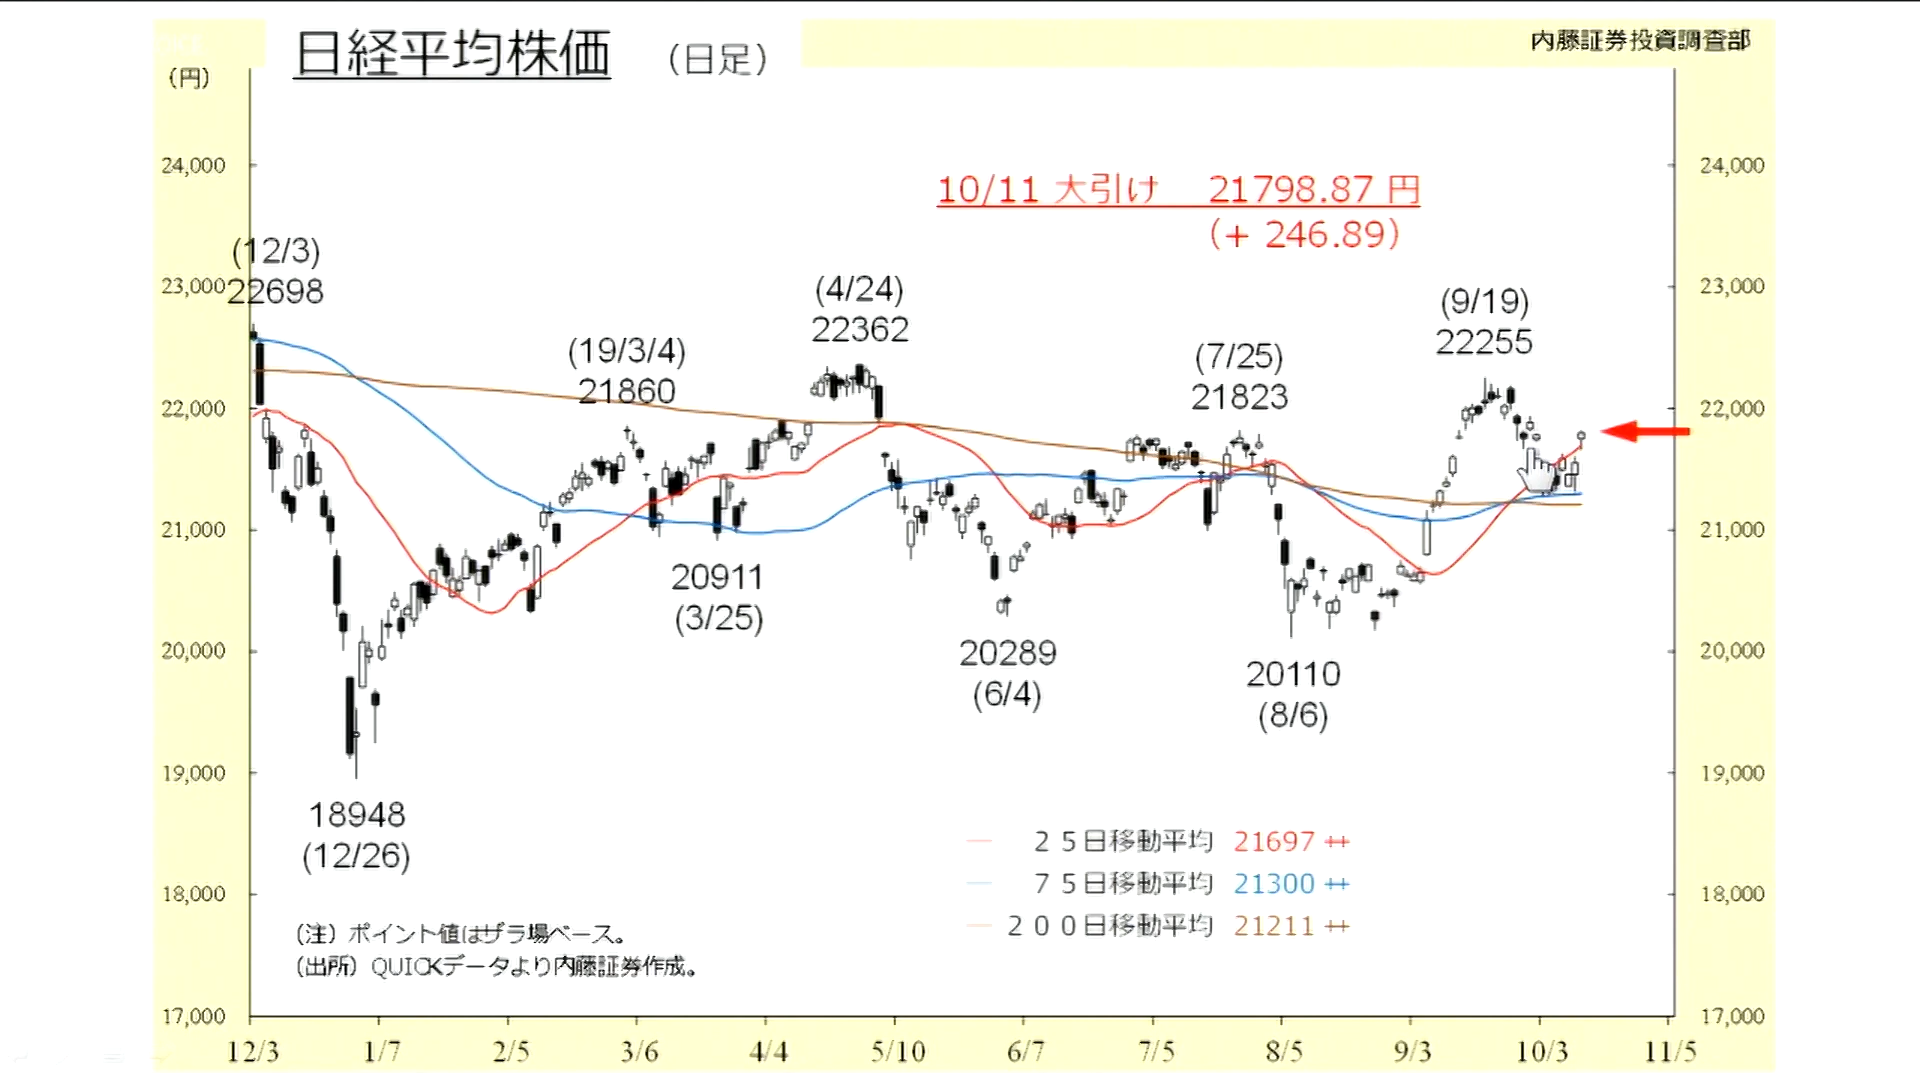 日経平均株価 （日足）
内藤証券投資調査部
（円）
24,000 24,000
10/11 大引け 21798.87 円
（+ 246.89）
(12/3)
22698
23,000 23,000
(4/24)
22362
(9/19)
22255
(19/3/4)
21860
(7/25)
21823
22,000 22,000
21,000 21,000
20911
(3/25)
20289
(6/4)
20110
(8/6)
20,000 20,000
19,000 19,000
18948
(12/26)
２５日移動平均 21697
７５日移動平均 21300
２００日移動平均 21211
18,000 18,000
（注）ポイント値はザラ場ベース。
（出所）QUICKデータより内藤証券作成。
17,000 17,000
12/3 1/7 2/5 3/6 4/4 5/10 6/7 7/5 8/5 9/3 10/3 11/5